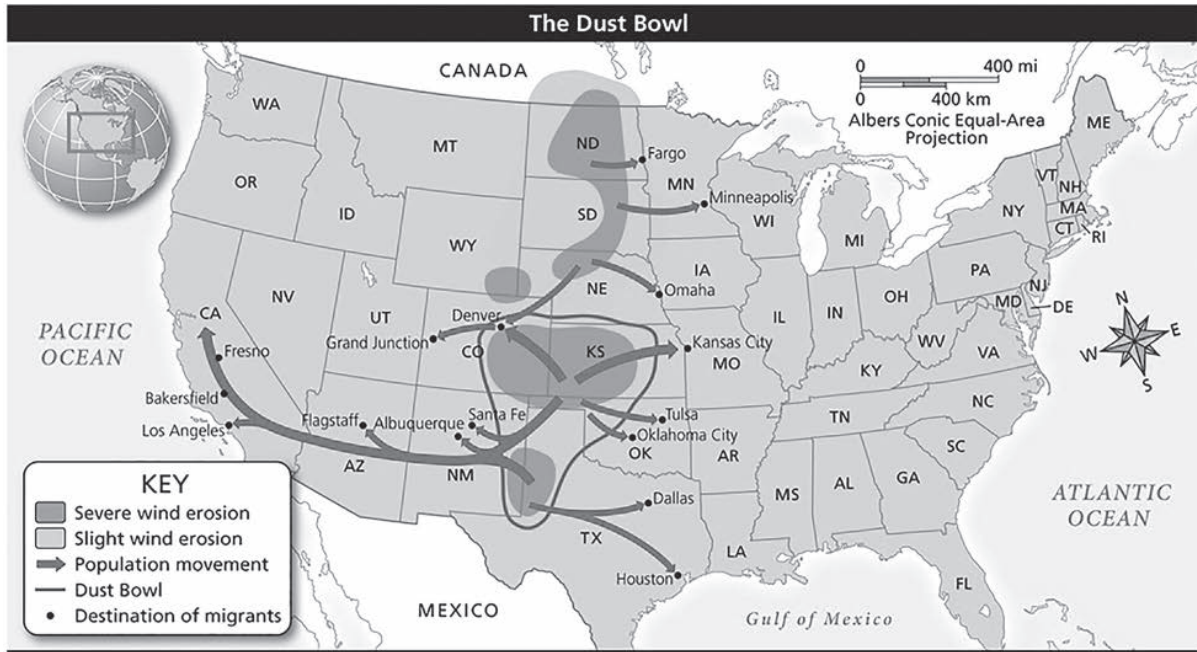 The Dust Bowl
CANADA
0 400 mi
0 400 km
Albers Conic Equal-Area
Projection
WA
MT
ND
Fargo
MN
Minneapolis
OR
ID
SD
WI
WY
MI
ME
VT
NH
NY
MA
CT
RI
IA
NE
Omaha
PA
NJ
PACIFIC
OCEAN
CA
NV
UT
Denver
Grand Junction
CO
KS
Kansas City
MO
IL
IN
OH
MD
DE
WV
VA
KY
N
E
W
S
Fresno
Bakersfield
Los Angeles
Flagstaff
Albuquerque
Santa Fe
Tulsa
Oklahoma City
OK
AR
TN
NC
SC
AZ
NM
MS
AL
GA
ATLANTIC
OCEAN
Dallas
TX
LA
Houston
FL
MEXICO
Gulf of Mexico
KEY
Severe wind erosion
Slight wind erosion
Population movement
Dust Bowl
Destination of migrants